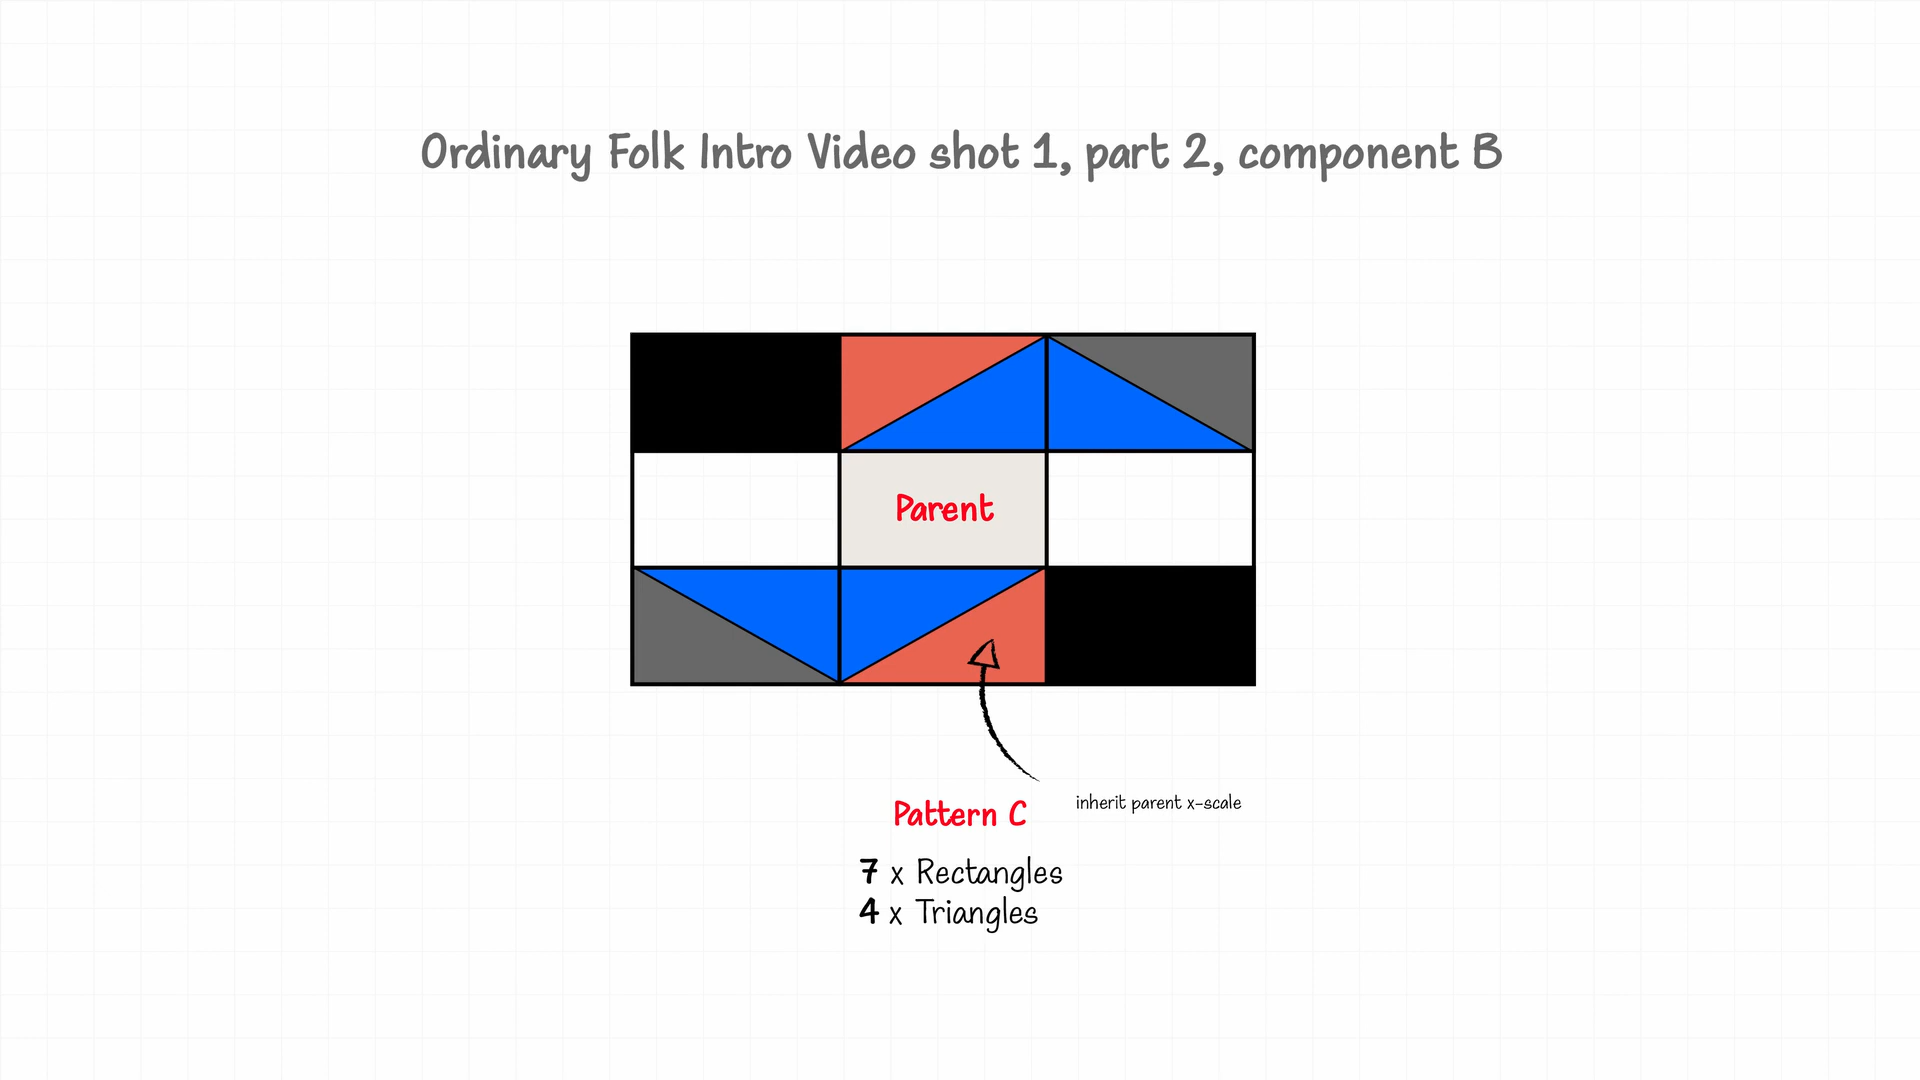 Ordinary Folk Intro Video shot 1, part 2, component B
Parent
Pattern C
inherit parent x-scale
7 x Rectangles
4 x Triangles